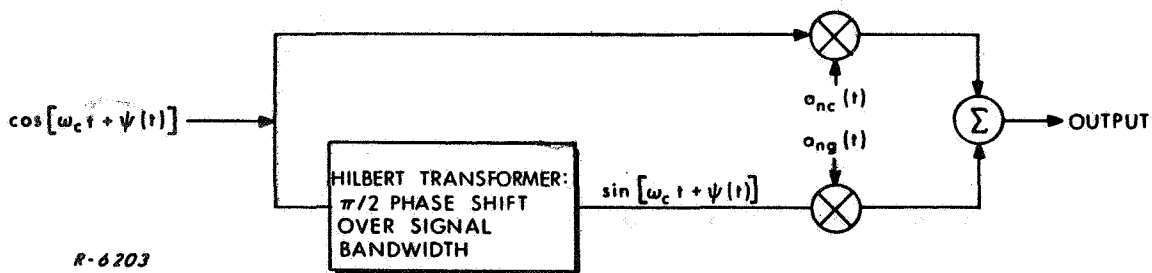 cos[ω_c t + ψ(t)]
a_nc (t)
a_ng (t)
Σ
OUTPUT
HILBERT TRANSFORMER:
π/2 PHASE SHIFT
OVER SIGNAL
BANDWIDTH
sin[ω_c t + ψ(t)]
R-6203